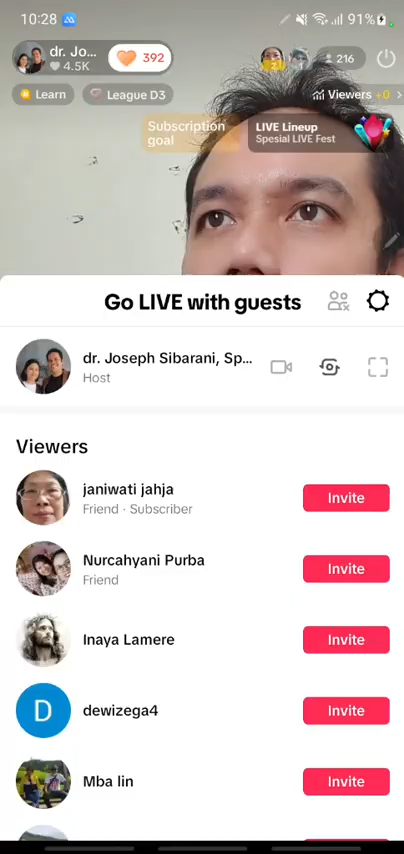 10:28
91%
dr. Jo...
4.5K
392
2
216
Learn
League D3
Viewers +0 >
Subscription goal
LIVE Lineup
Spesial LIVE Fest
Go LIVE with guests
dr. Joseph Sibarani, Sp...
Host
Viewers
janiwati jahja
Friend · Subscriber
Invite
Nurcahyani Purba
Friend
Invite
Inaya Lamere
Invite
D
dewizega4
Invite
Mba lin
Invite